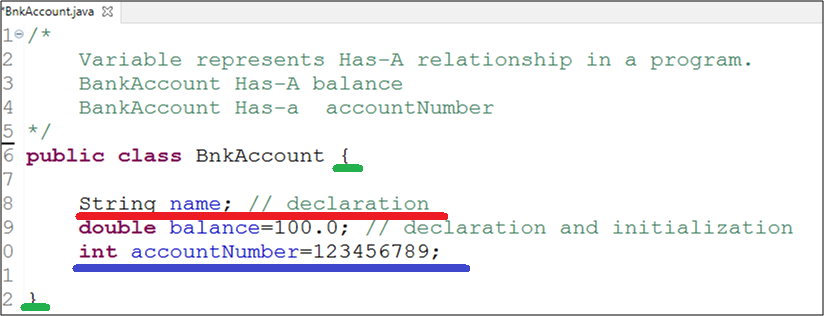 *BnkAccount.java
1 /*
2 Variable represents Has-A relationship in a program.
3 BankAccount Has-A balance
4 BankAccount Has-a  accountNumber
5 */
6 public class BnkAccount {
7
8 String name; // declaration
9 double balance=100.0; // declaration and initialization
0 int accountNumber=123456789;
1
2 }